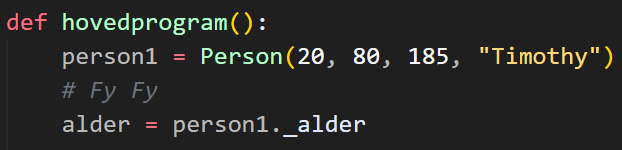 def hovedprogram():
person1 = Person(20, 80, 185, "Timothy")
# Fy Fy
alder = person1._alder